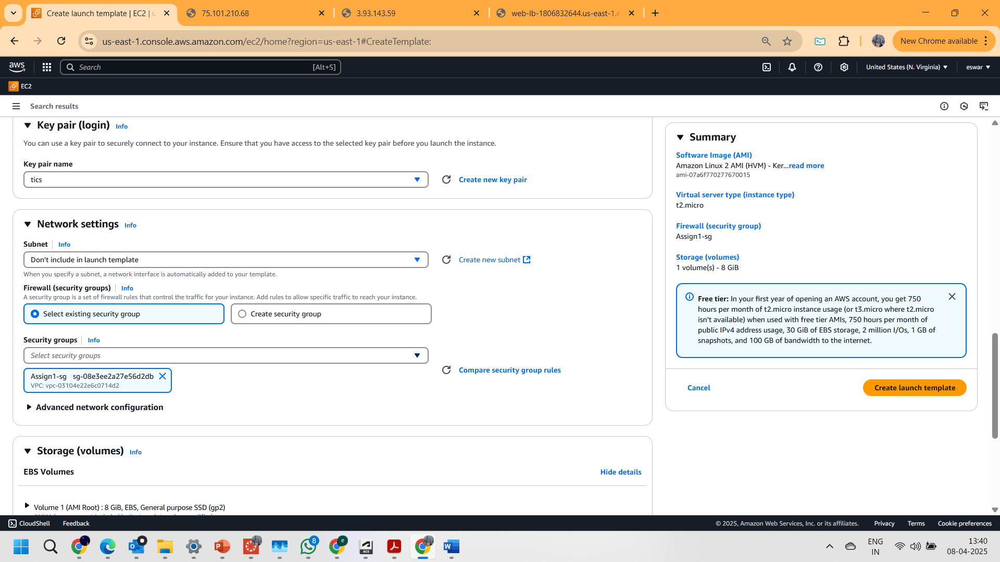 Create launch template | EC2 | u
75.101.210.68
3.93.143.59
web-lb-1806832644.us-east-1.e
us-east-1.console.aws.amazon.com/ec2/home?region=us-east-1#CreateTemplate:
New Chrome available
aws
Search
[Alt+S]
United States (N. Virginia)
eswar
EC2
Search results
Key pair (login)
Info
You can use a key pair to securely connect to your instance. Ensure that you have access to the selected key pair before you launch the instance.
Key pair name
tics
Create new key pair
Network settings
Info
Subnet
Info
Don't include in launch template
Create new subnet
When you specify a subnet, a network interface is automatically added to your template.
Firewall (security groups)
Info
A security group is a set of firewall rules that control the traffic for your instance. Add rules to allow specific traffic to reach your instance.
Select existing security group
Create security group
Security groups
Info
Select security groups
Assign1-sg sg-08e3ee2a27e56d2db
VPC: vpc-03104e22e6c0714d2
Compare security group rules
Advanced network configuration
Storage (volumes)
Info
EBS Volumes
Hide details
Volume 1 (AMI Root) : 8 GiB, EBS, General purpose SSD (gp2)
Summary
Software Image (AMI)
Amazon Linux 2 AMI (HVM) - Ker...read more
ami-07a6f770277670015
Virtual server type (instance type)
t2.micro
Firewall (security group)
Assign1-sg
Storage (volumes)
1 volume(s) - 8 GiB
Free tier: In your first year of opening an AWS account, you get 750
hours per month of t2.micro instance usage (or t3.micro where t2.micro
isn't available) when used with free tier AMIs, 750 hours per month of
public IPv4 address usage, 30 GiB of EBS storage, 2 million I/Os, 1 GB of
snapshots, and 100 GB of bandwidth to the internet.
Cancel
Create launch template
CloudShell
Feedback
© 2025, Amazon Web Services, Inc. or its affiliates.
Privacy
Terms
Cookie preferences
8
e
ACS
ENG
IN
13:40
08-04-2025